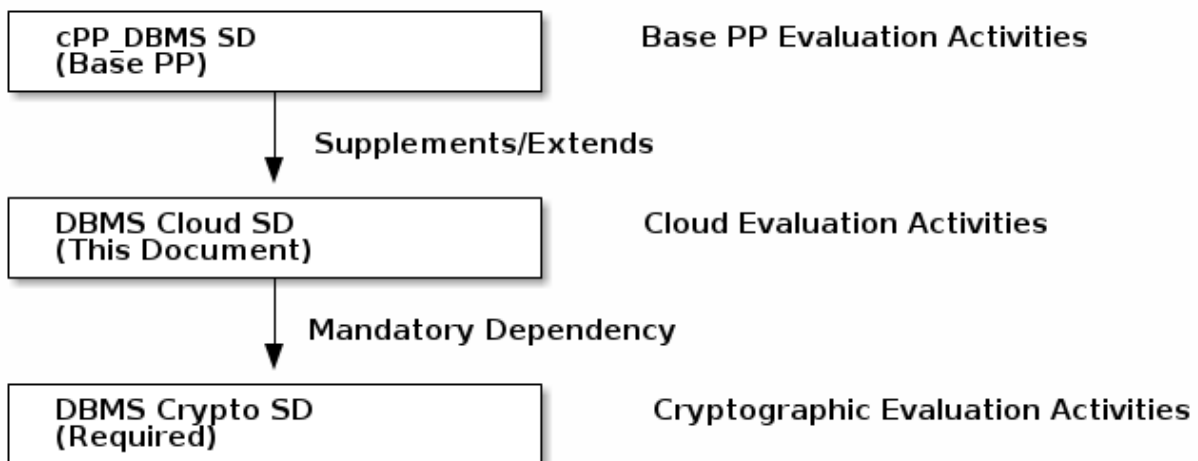 cPP_DBMS SD
(Base PP)
Base PP Evaluation Activities
Supplements/Extends
DBMS Cloud SD
(This Document)
Cloud Evaluation Activities
Mandatory Dependency
DBMS Crypto SD
(Required)
Cryptographic Evaluation Activities